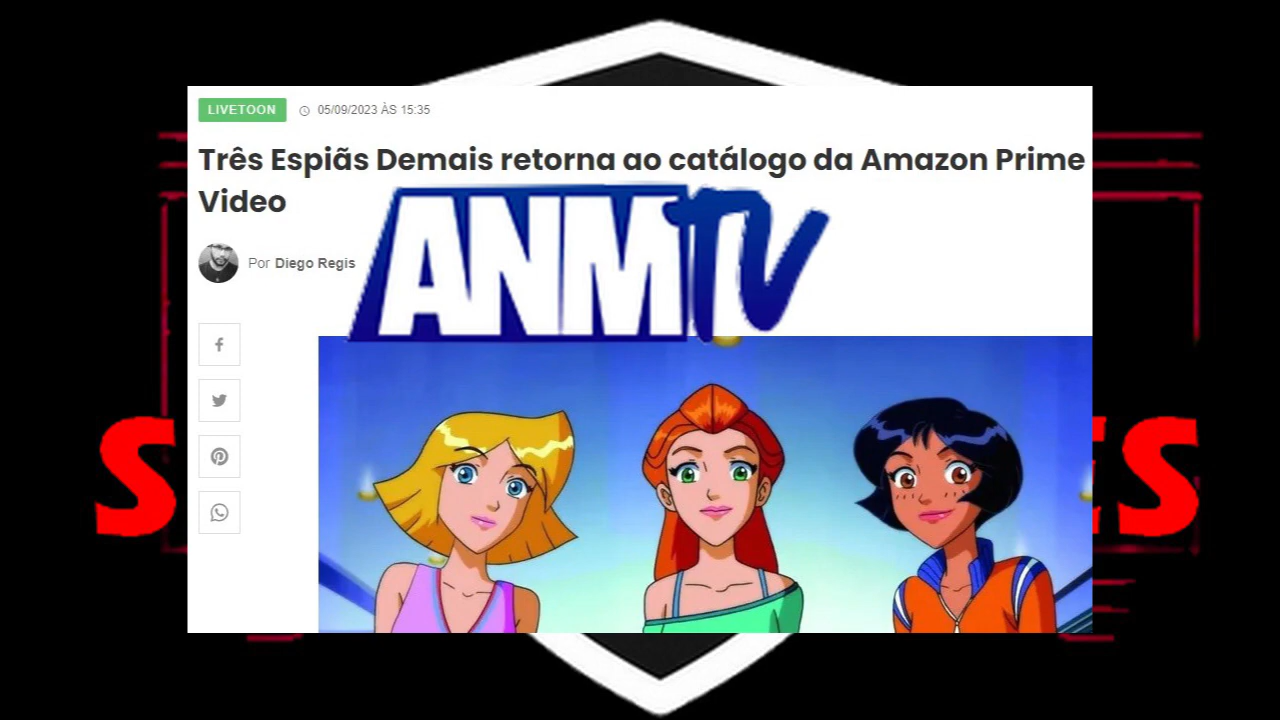 LIVETOON 05/09/2023 ÀS 15:35
Três Espiãs Demais retorna ao catálogo da Amazon Prime
Video
ANMTV
Por Diego Regis
S ES